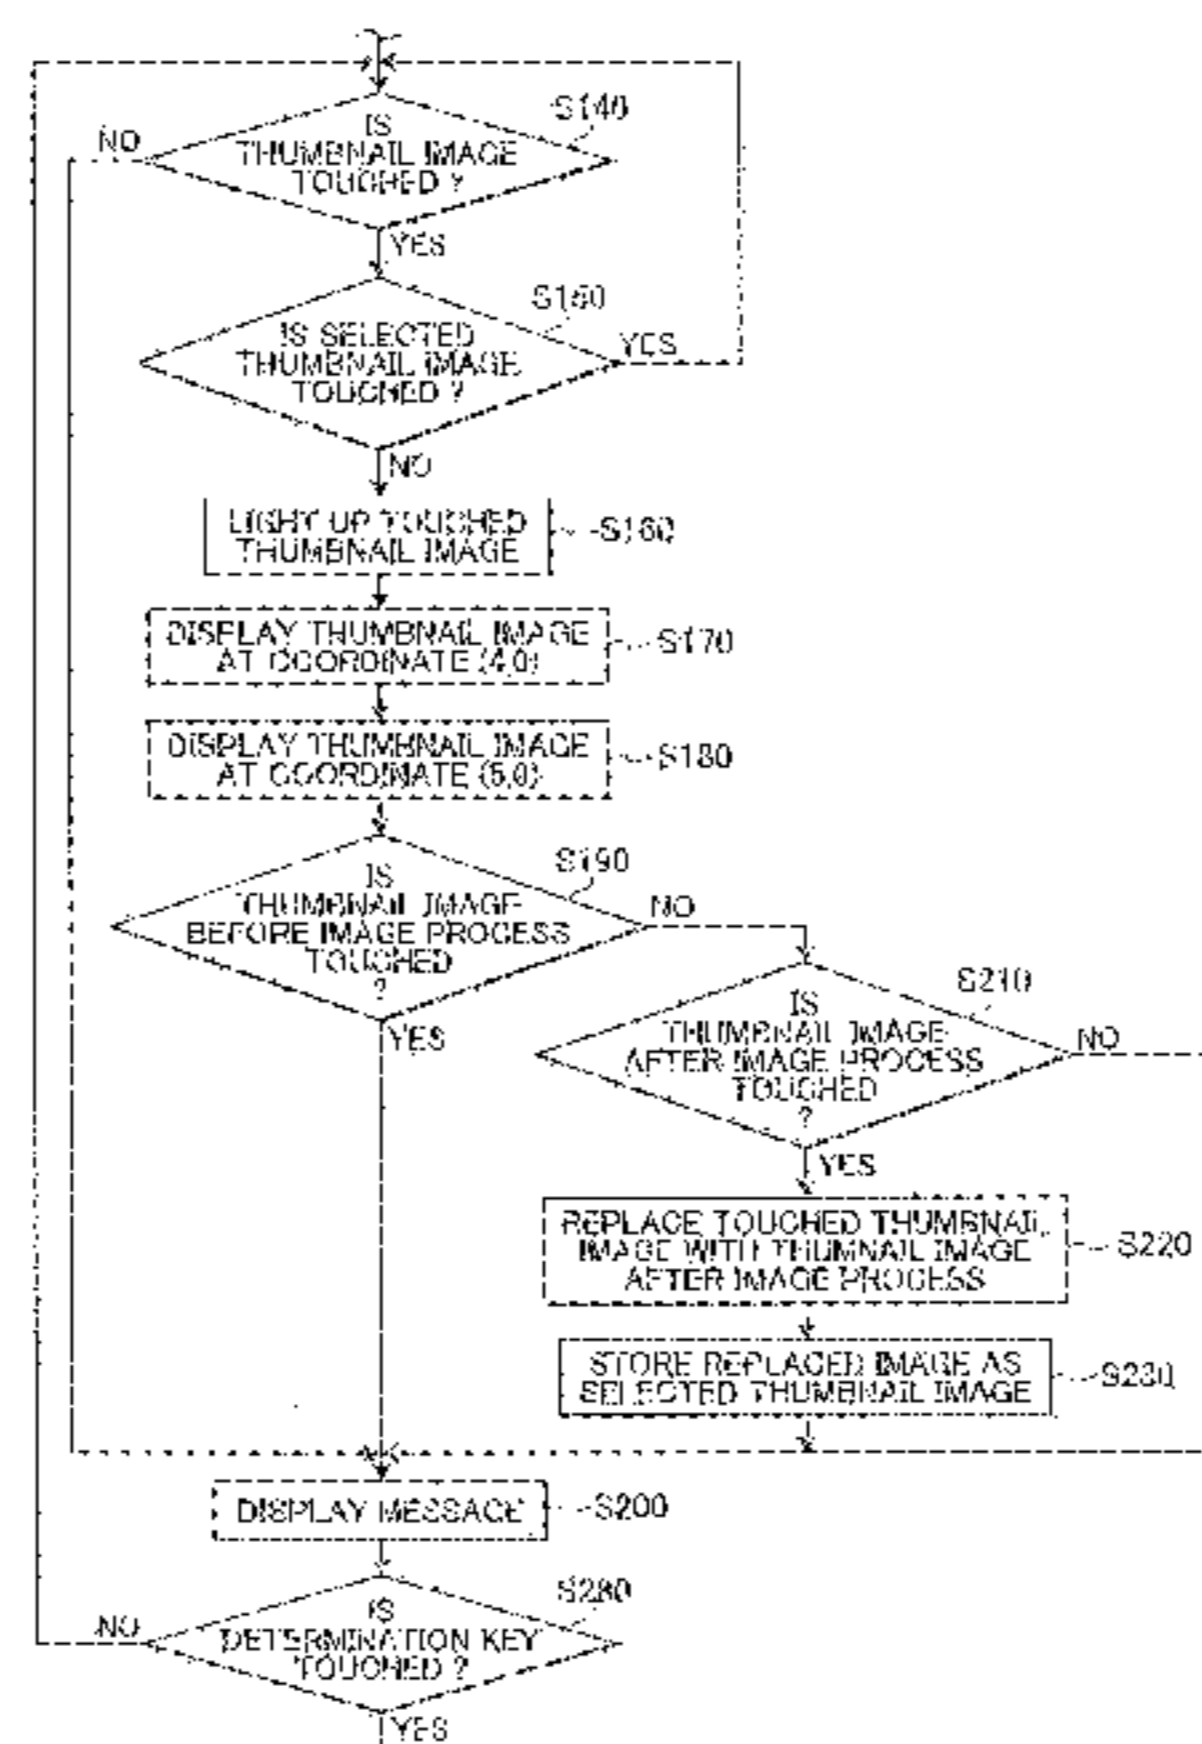 S140
IS
THUMBNAIL IMAGE
TOUCHED ?
NO
YES
S150
IS SELECTED
THUMBNAIL IMAGE
TOUCHED ?
YES
NO
LIGHT UP TOUCHED
THUMBNAIL IMAGE
S160
DISPLAY THUMBNAIL IMAGE
AT COORDINATE (4,0)
S170
DISPLAY THUMBNAIL IMAGE
AT COORDINATE (5,0)
S180
S190
IS
THUMBNAIL IMAGE
BEFORE IMAGE PROCESS
TOUCHED
?
NO
YES
S210
IS
THUMBNAIL IMAGE
AFTER IMAGE PROCESS
TOUCHED
?
NO
YES
REPLACE TOUCHED THUMBNAIL
IMAGE WITH THUMNAIL IMAGE
AFTER IMAGE PROCESS
S220
STORE REPLACED IMAGE AS
SELECTED THUMBNAIL IMAGE
S230
DISPLAY MESSAGE
S200
IS
DETERMINATION KEY
TOUCHED ?
NO
YES